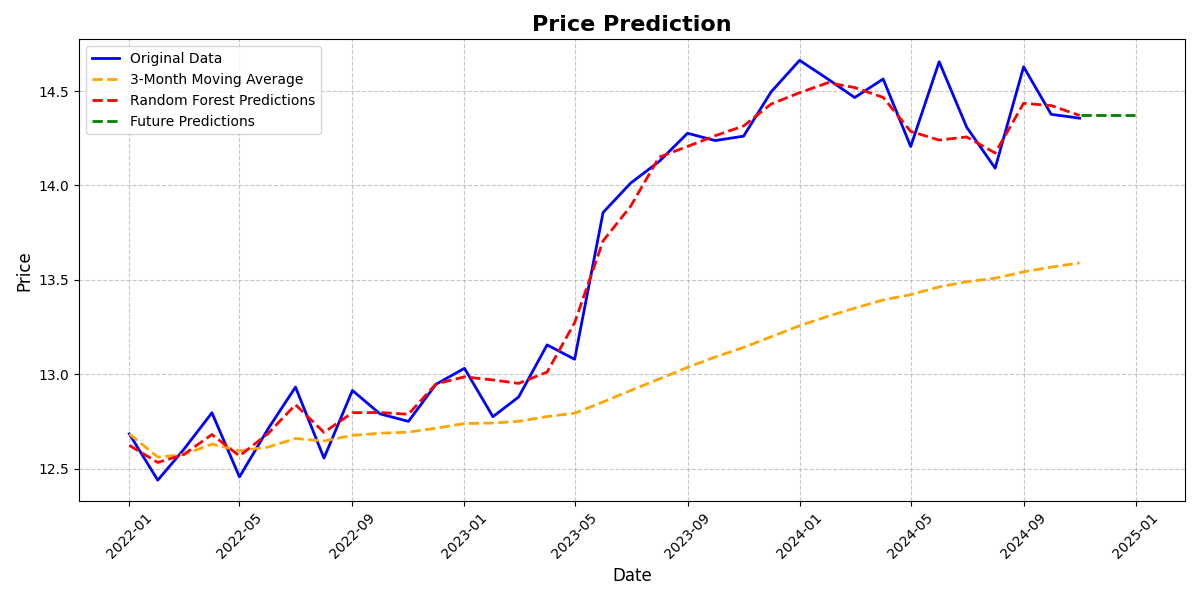 Price Prediction
Original Data
3-Month Moving Average
Random Forest Predictions
Future Predictions
Price
14.5
14.0
13.5
13.0
12.5
2022-01
2022-05
2022-09
2023-01
2023-05
2023-09
2024-01
2024-05
2024-09
2025-01
Date